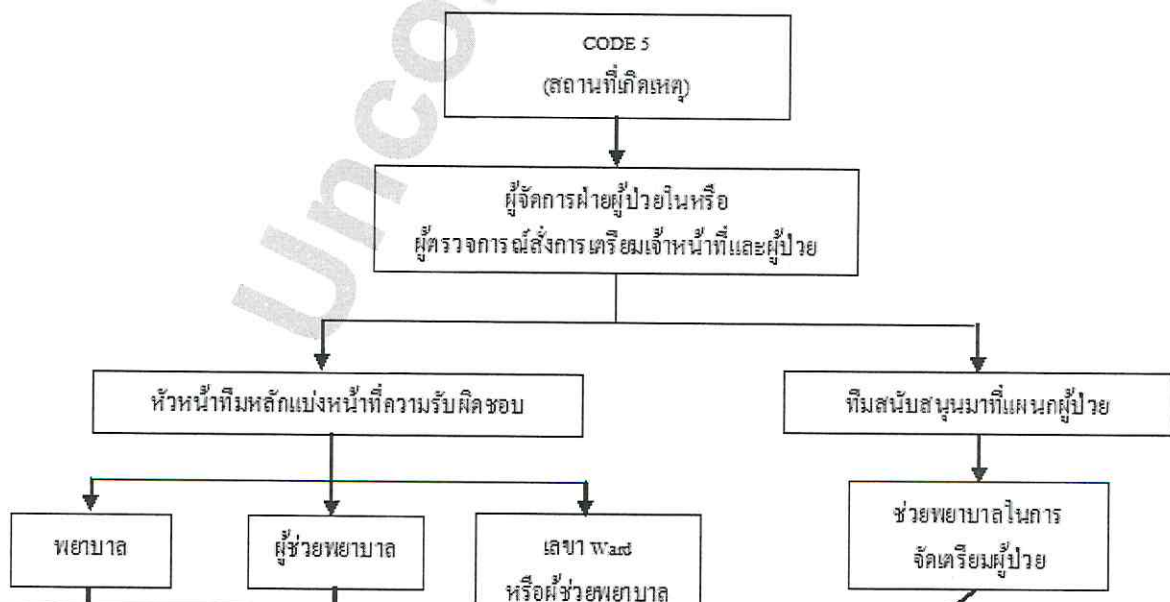 Unco
CODE 5
(สถานที่เกิดเหตุ)
ผู้จัดการฝ่ายผู้ป่วยในหรือ
ผู้ตรวจการณ์สั่งการเตรียมเจ้าหน้าที่และผู้ป่วย
หัวหน้าทีมหลักแบ่งหน้าที่ความรับผิดชอบ
ทีมสนับสนุนมาที่แผนกผู้ป่วย
พยาบาล
ผู้ช่วยพยาบาล
เลขา Ward
หรือผู้ช่วยพยาบาล
ช่วยพยาบาลในการ
จัดเตรียมผู้ป่วย